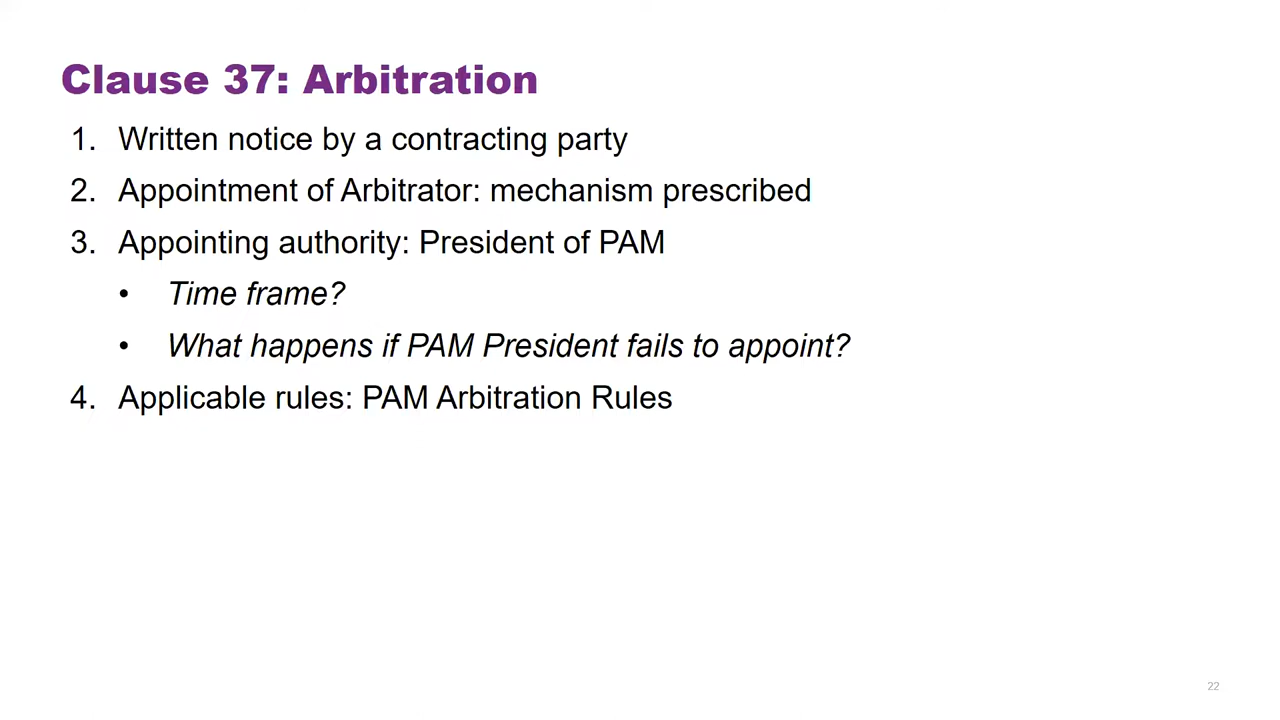 Clause 37: Arbitration
1. Written notice by a contracting party
2. Appointment of Arbitrator: mechanism prescribed
3. Appointing authority: President of PAM
• Time frame?
• What happens if PAM President fails to appoint?
4. Applicable rules: PAM Arbitration Rules
22